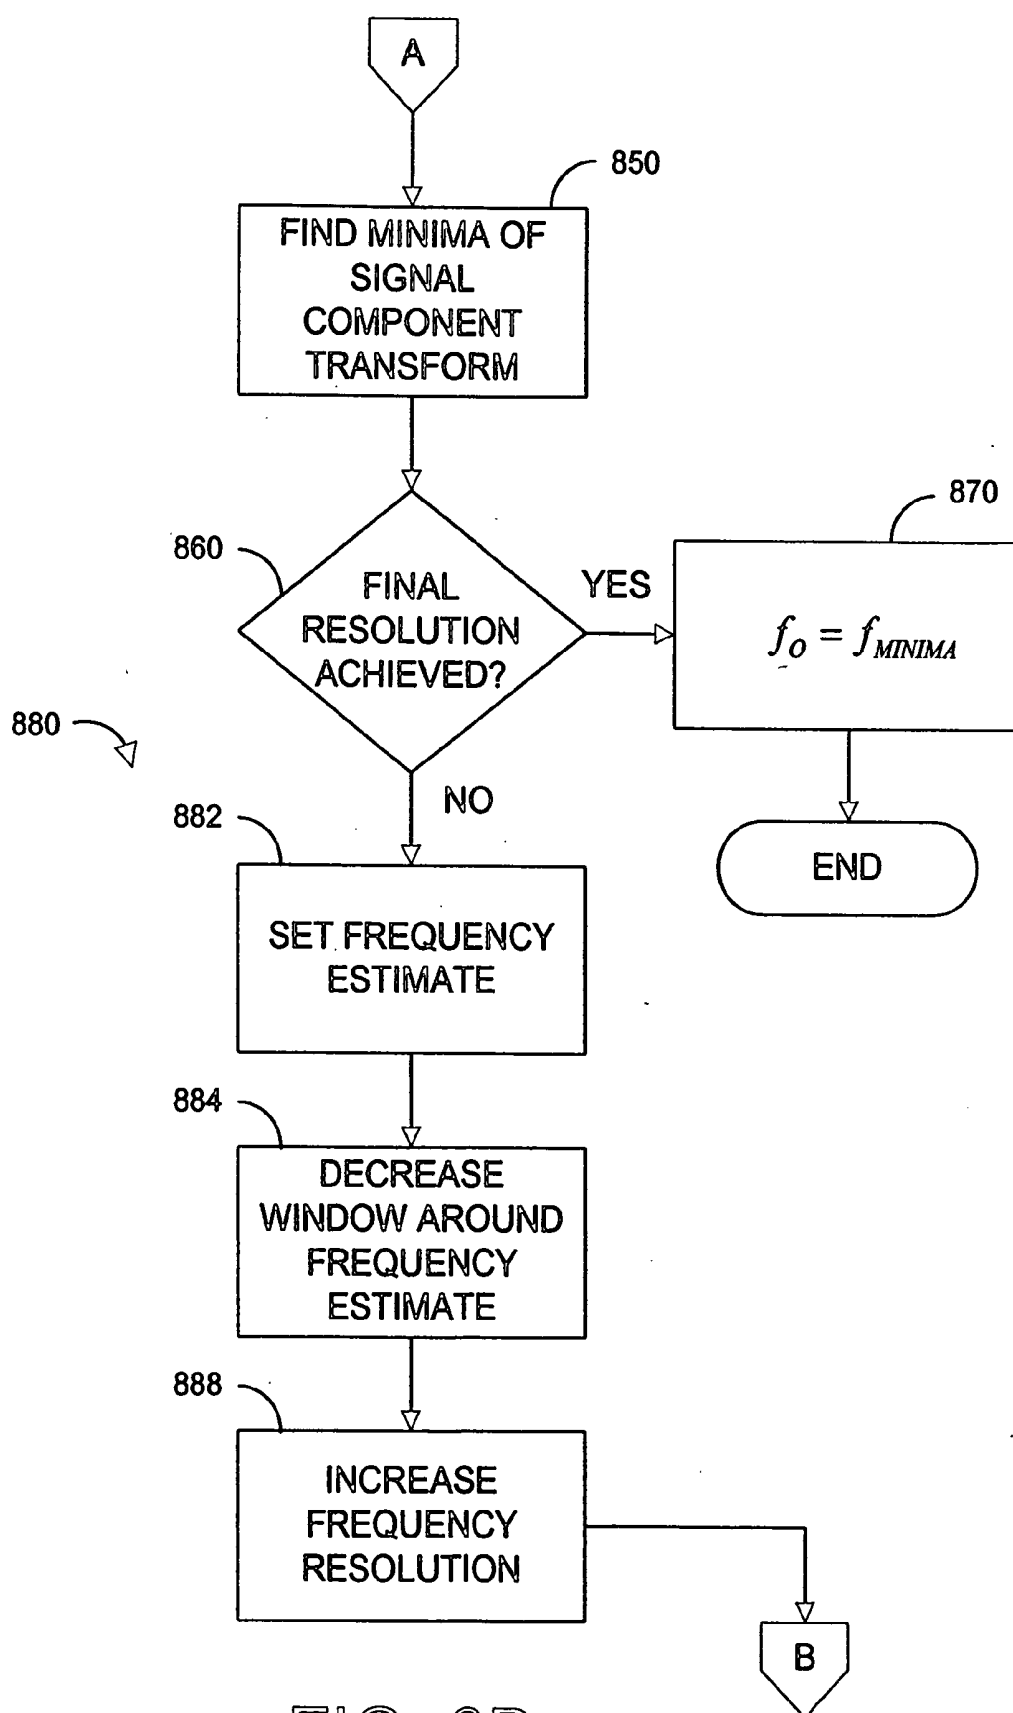 A
850
FIND MINIMA OF
SIGNAL
COMPONENT
TRANSFORM
870
860
FINAL
RESOLUTION
ACHIEVED?
YES
f_O = f_MINIMA
880
NO
882
END
SET FREQUENCY
ESTIMATE
884
DECREASE
WINDOW AROUND
FREQUENCY
ESTIMATE
888
INCREASE
FREQUENCY
RESOLUTION
B